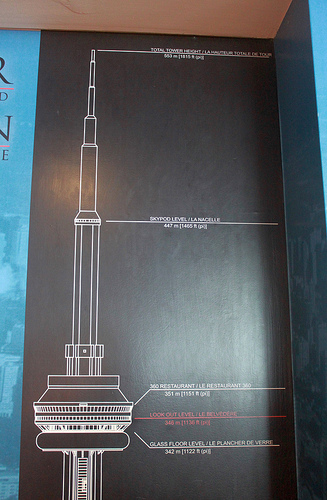 R
D
N
E
TOTAL TOWER HEIGHT / LA HAUTEUR TOTALE DE TOUR
553 m [1815 ft (pi)]
SKYPOD LEVEL / LA NACELLE
447 m [1465 ft (pi)]
360 RESTAURANT / LE RESTAURANT 360
351 m [1151 ft (pi)]
LOOK OUT LEVEL / LE BELVEDERE
346 m [1136 ft (pi)]
GLASS FLOOR LEVEL / LE PLANCHER DE VERRE
342 m [1122 ft (pi)]